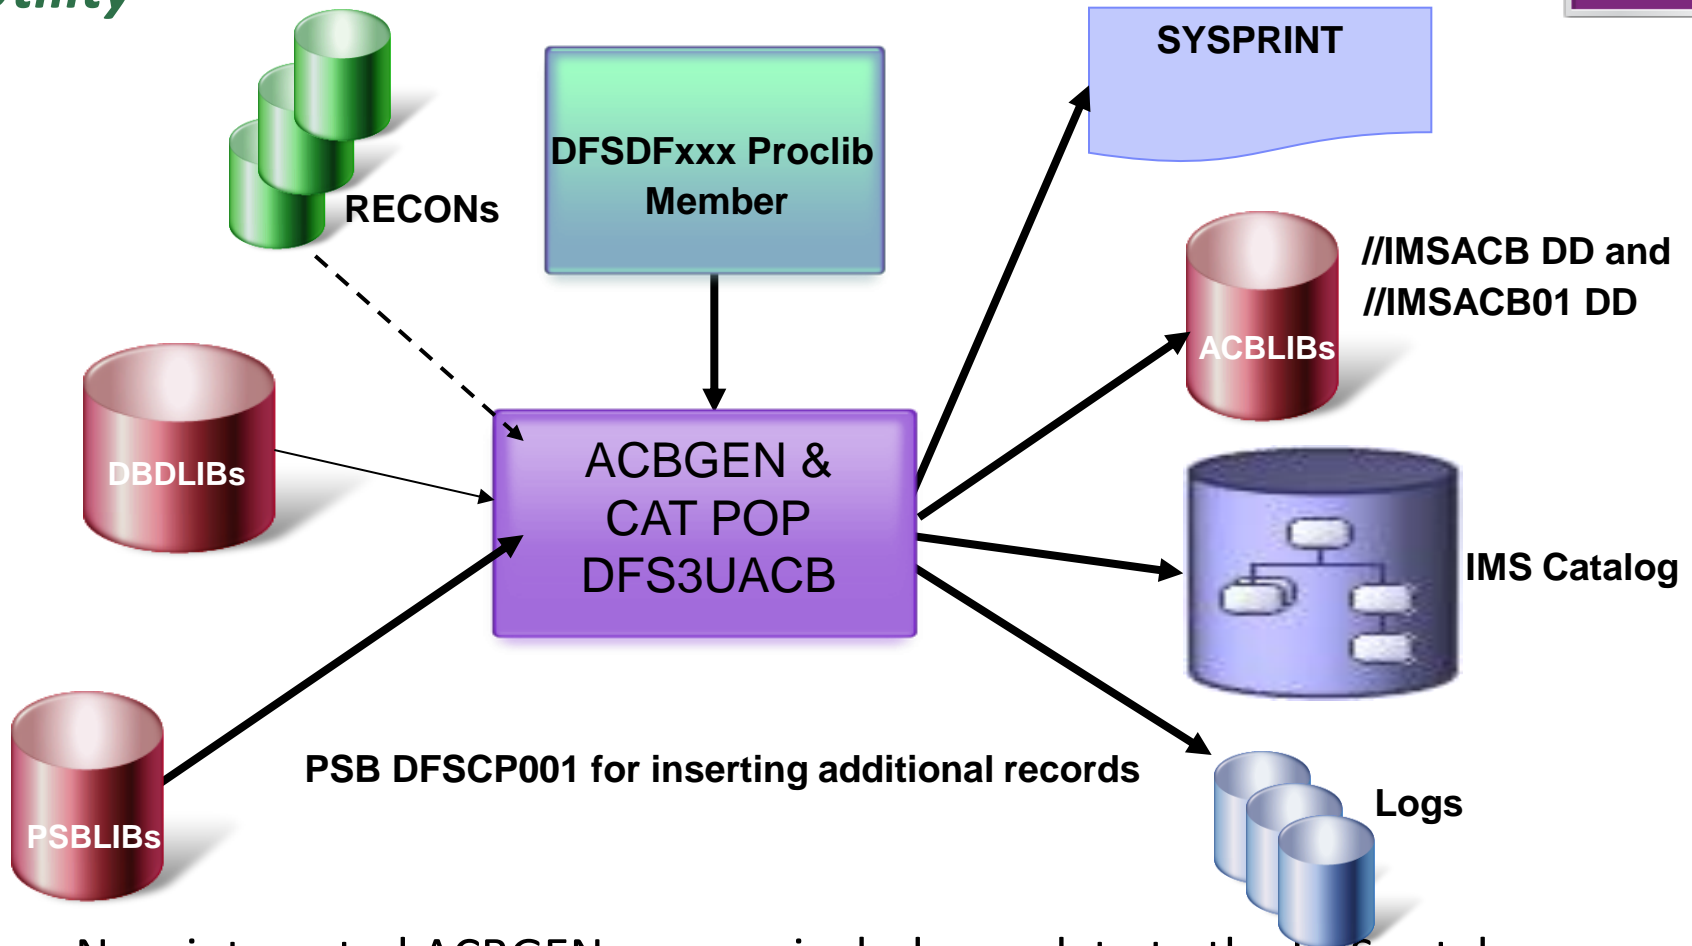 SYSPRINT
DFSDFxxx Proclib
Member
RECONs
//IMSACB DD and
//IMSACB01 DD
ACBLIBs
DBDLIBs
ACBGEN &
CAT POP
DFS3UACB
IMS Catalog
PSB DFSCP001 for inserting additional records
Logs
PSBLIBs